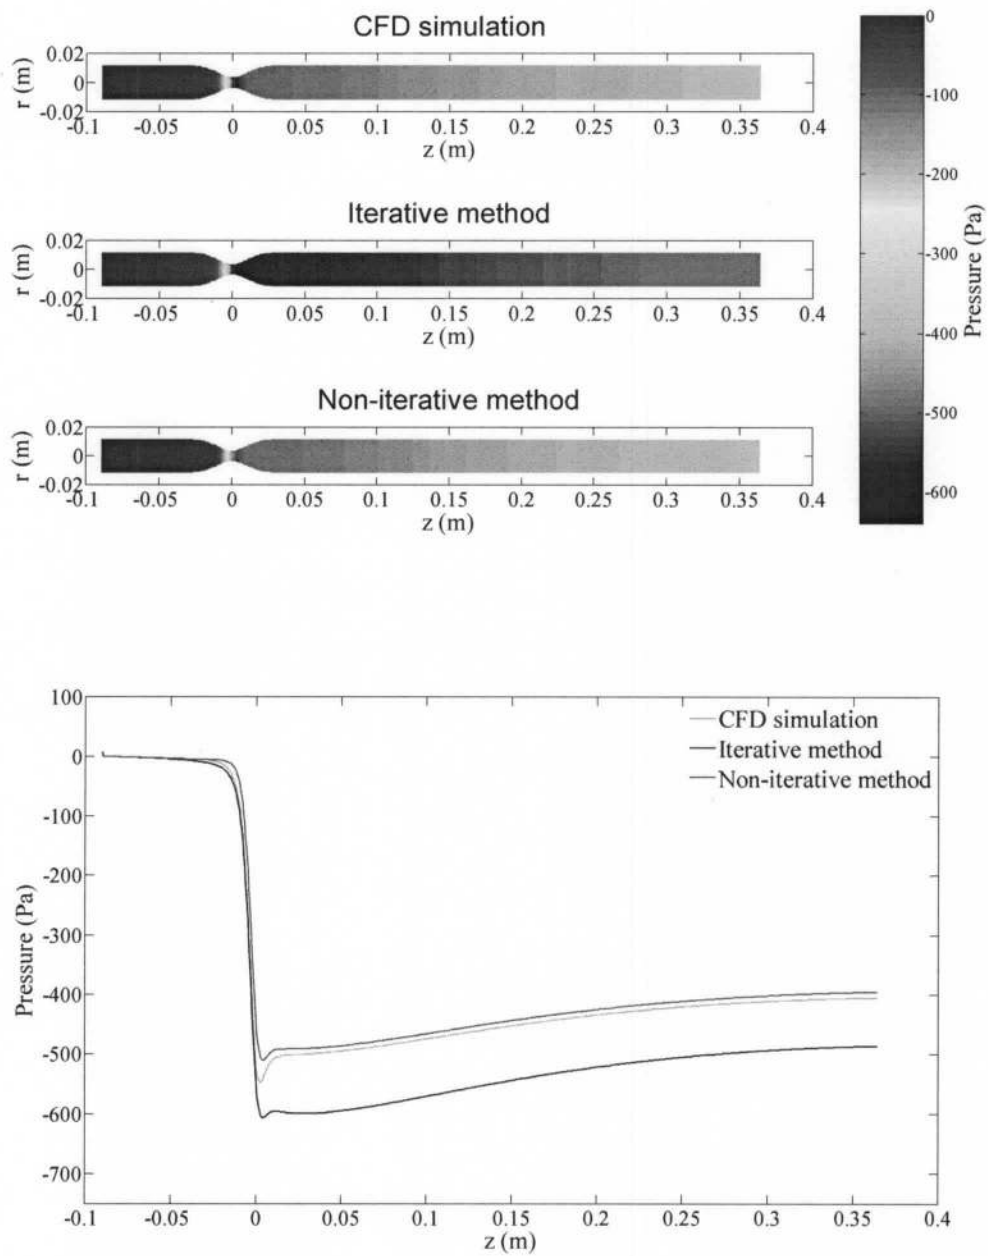 CFD simulation
0.02
0
-0.02
r (m)
-0.1 -0.05 0 0.05 0.1 0.15 0.2 0.25 0.3 0.35 0.4
z (m)
Iterative method
0.02
0
-0.02
r (m)
-0.1 -0.05 0 0.05 0.1 0.15 0.2 0.25 0.3 0.35 0.4
z (m)
Non-iterative method
0.02
0
-0.02
r (m)
-0.1 -0.05 0 0.05 0.1 0.15 0.2 0.25 0.3 0.35 0.4
z (m)
0
-100
-200
-300
-400
-500
-600
Pressure (Pa)
100
0
-100
-200
-300
-400
-500
-600
-700
Pressure (Pa)
CFD simulation
Iterative method
Non-iterative method
-0.1 -0.05 0 0.05 0.1 0.15 0.2 0.25 0.3 0.35 0.4
z (m)